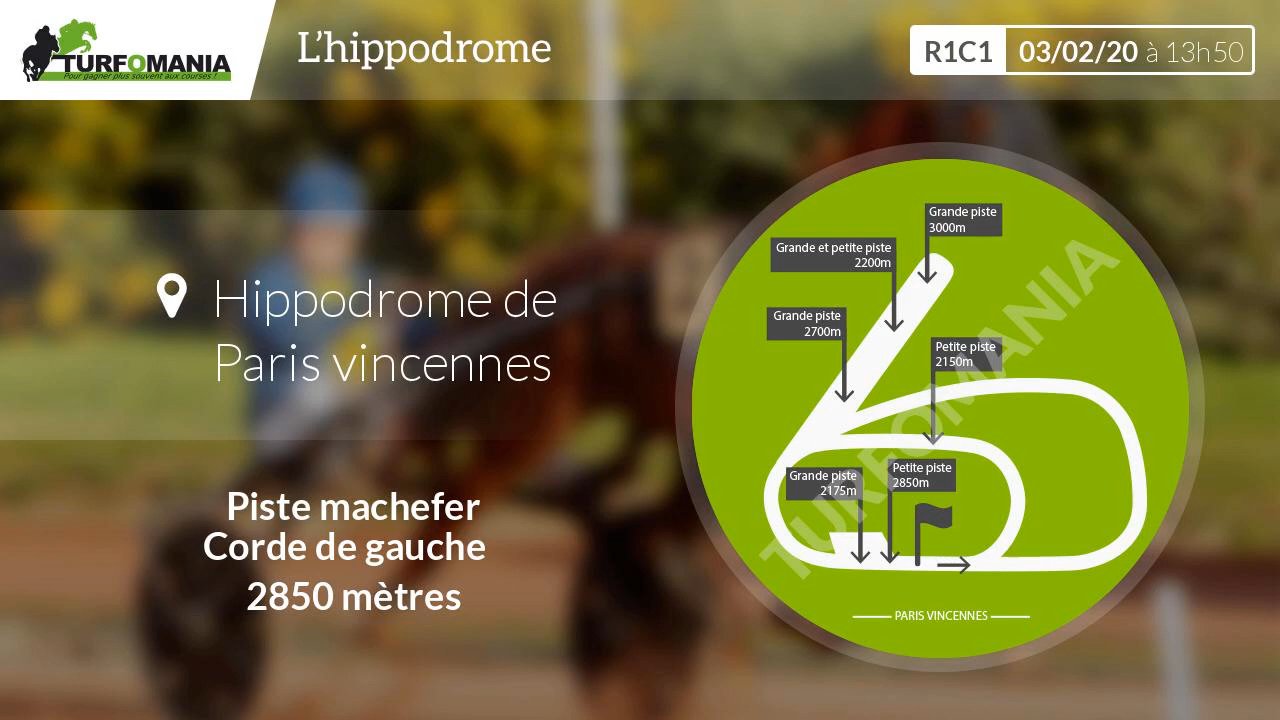 TURFOMANIA
Pour gagner plus souvent aux courses !
L'hippodrome
R1C1 03/02/20 à 13h50
Hippodrome de
Paris vincennes
Piste machefer
Corde de gauche
2850 mètres
Grande piste
3000m
Grande et petite piste
2200m
Grande piste
2700m
Petite piste
2150m
Grande piste
2175m
Petite piste
2850m
TURFOMANIA
PARIS VINCENNES